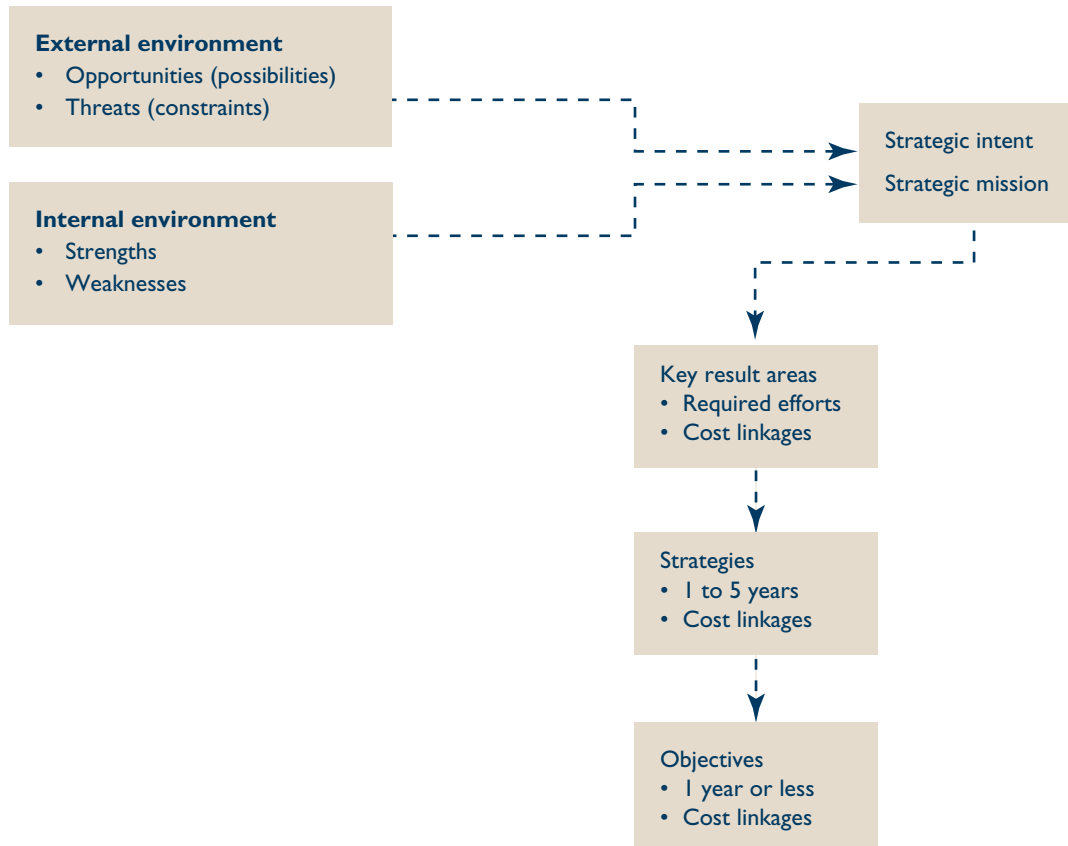 External environment
• Opportunities (possibilities)
• Threats (constraints)
Internal environment
• Strengths
• Weaknesses
Strategic intent
Strategic mission
Key result areas
• Required efforts
• Cost linkages
Strategies
• 1 to 5 years
• Cost linkages
Objectives
• 1 year or less
• Cost linkages